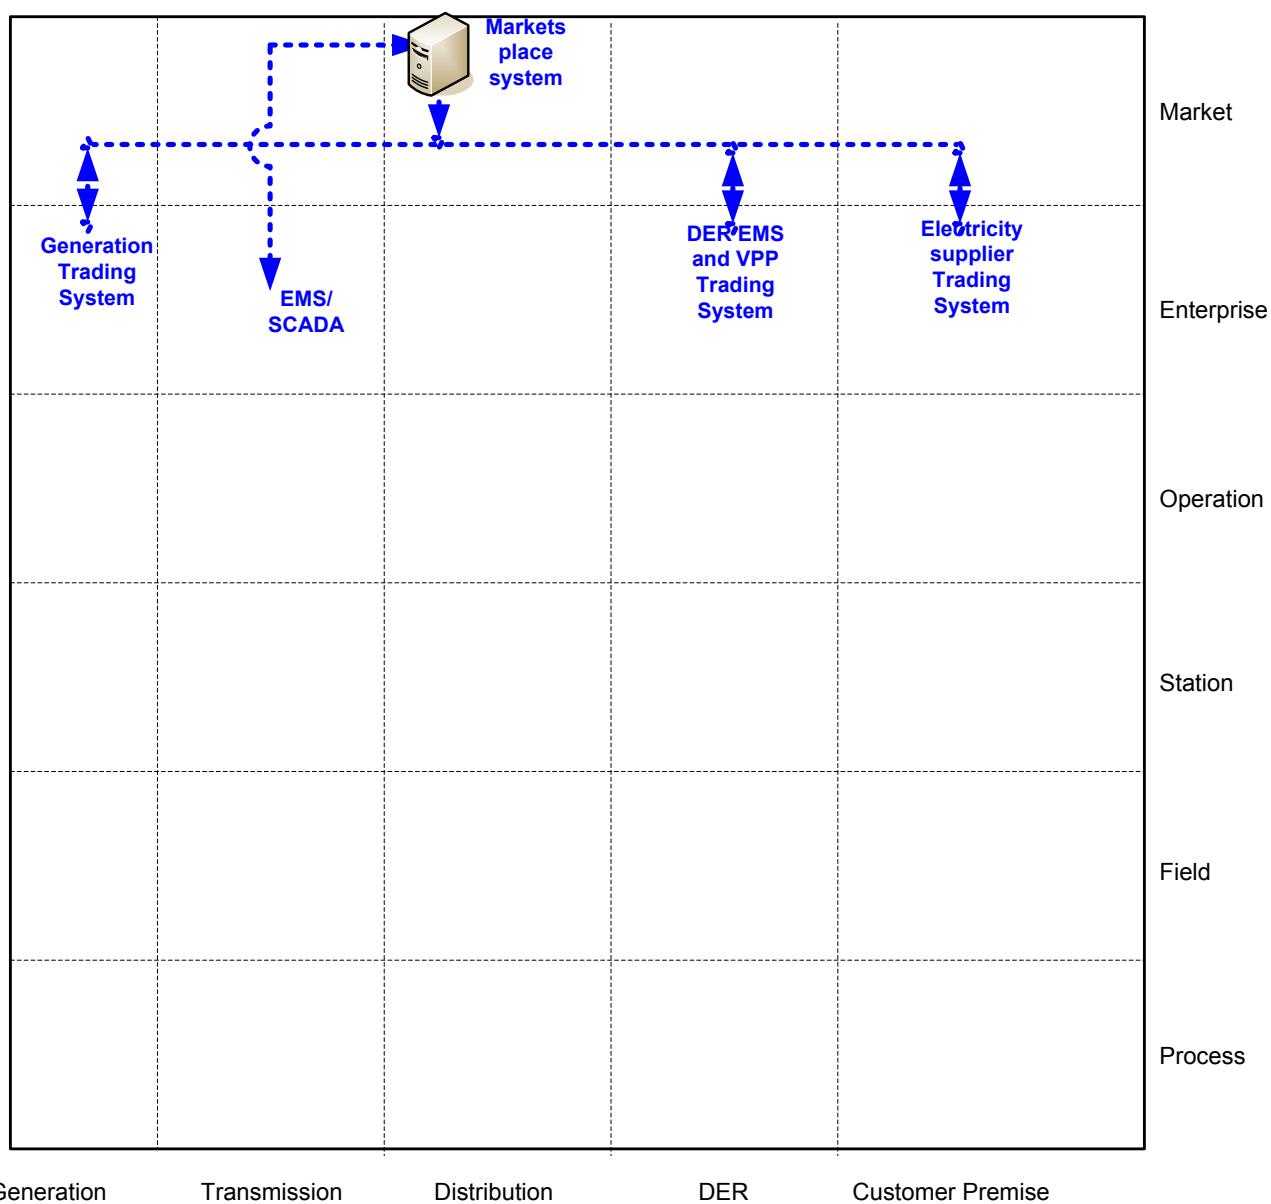 Markets
place
system
Market
Generation
Trading
System
EMS/
SCADA
DER EMS
and VPP
Trading
System
Electricity
supplier
Trading
System
Enterprise
Operation
Station
Field
Process
Generation
Transmission
Distribution
DER
Customer Premise